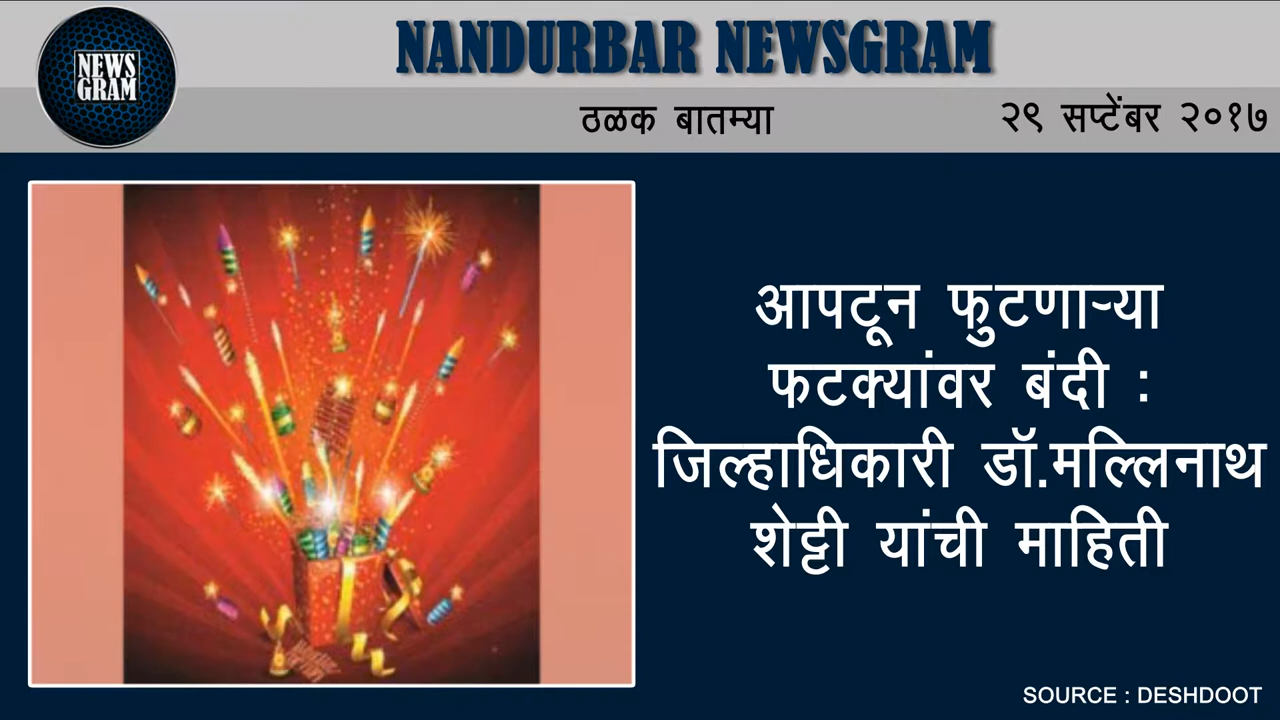 NEWS
GRAM
NANDURBAR NEWSGRAM
ठळक बातम्या
२९ सप्टेंबर २०१७
आपटून फुटणाऱ्या
फटक्यांवर बंदी :
जिल्हाधिकारी डॉ.मल्लिनाथ
शेट्टी यांची माहिती
SOURCE : DESHDOOT